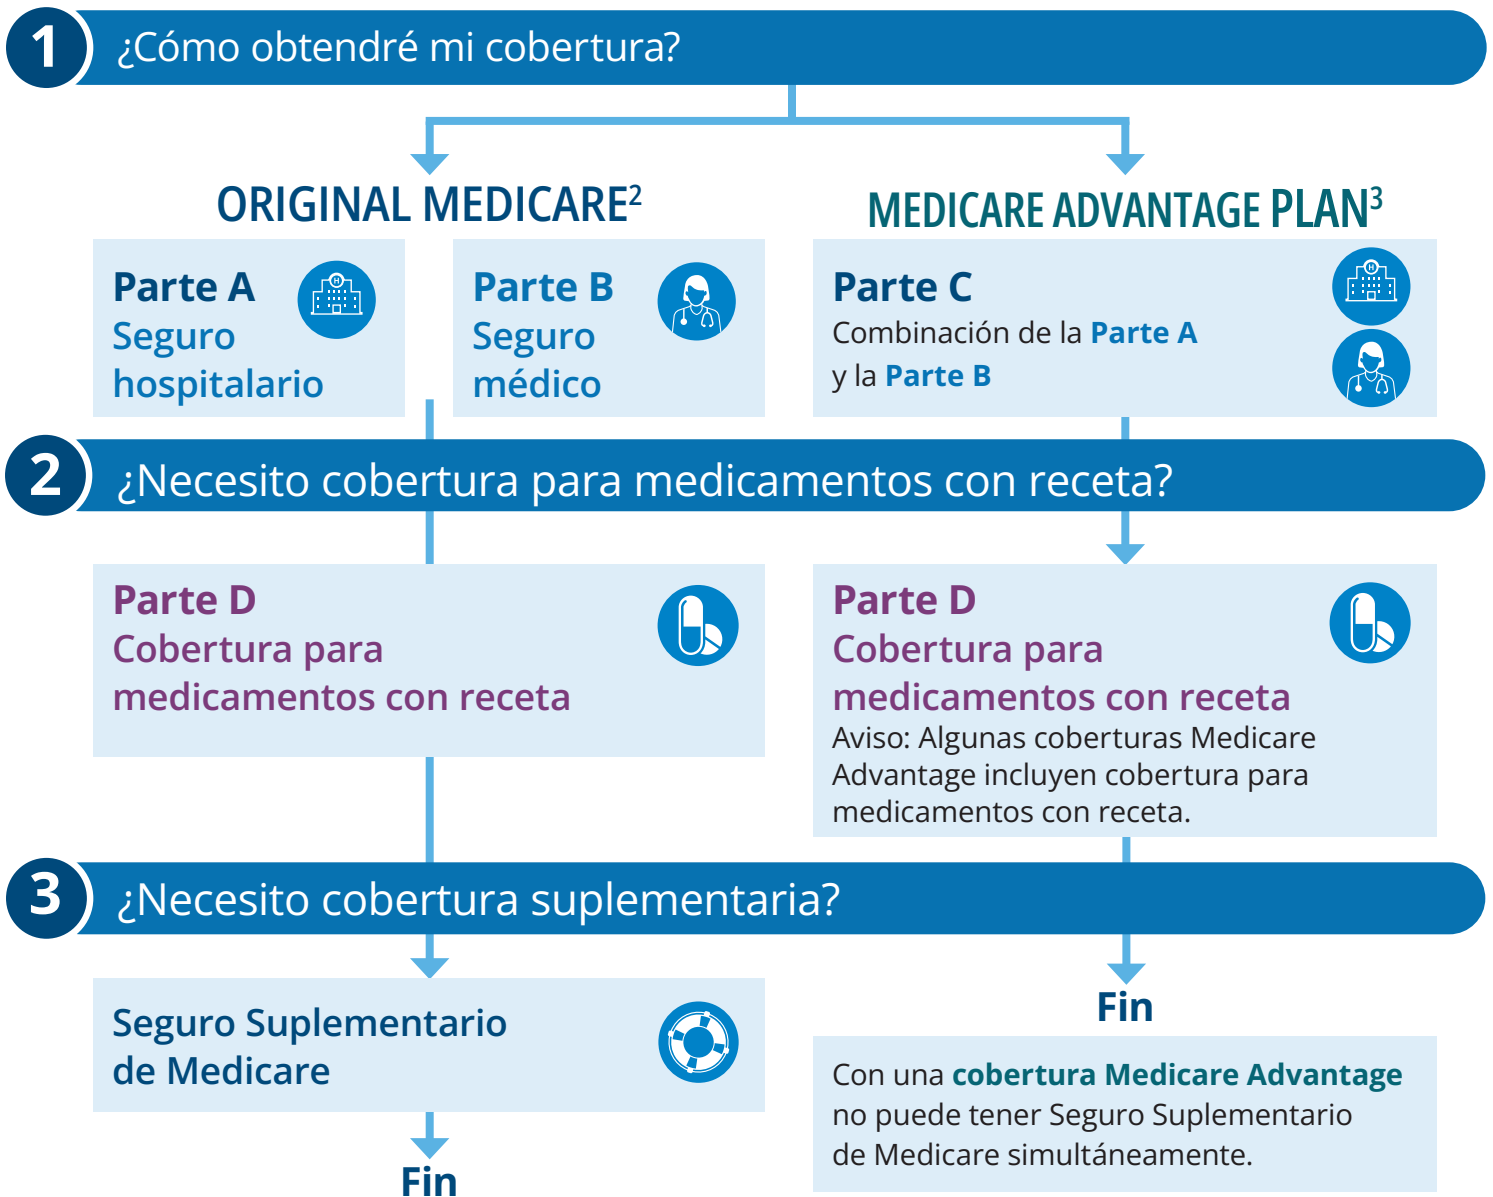 1
¿Cómo obtendré mi cobertura?
ORIGINAL MEDICARE²
Parte A
Seguro
hospitalario
Parte B
Seguro
médico
MEDICARE ADVANTAGE PLAN³
Parte C
Combinación de la Parte A
y la Parte B
2
¿Necesito cobertura para medicamentos con receta?
Parte D
Cobertura para
medicamentos con receta
Parte D
Cobertura para
medicamentos con receta
Aviso: Algunas coberturas Medicare
Advantage incluyen cobertura para
medicamentos con receta.
3
¿Necesito cobertura suplementaria?
Seguro Suplementario
de Medicare
Fin
Fin
Con una cobertura Medicare Advantage
no puede tener Seguro Suplementario
de Medicare simultáneamente.